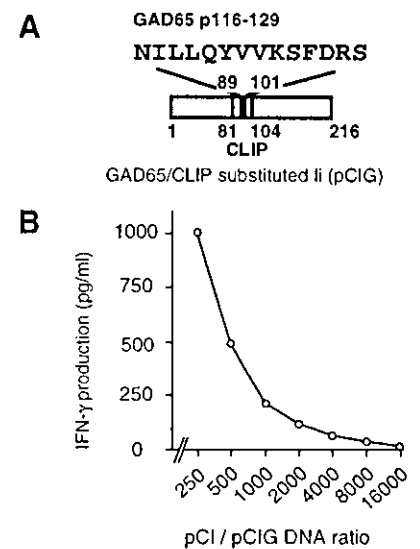 A
GAD65 p116-129
NILLQYVVKSFDRS
89 101
1 81 104 216
CLIP
GAD65/CLIP substituted Ii (pCIG)
B
IFN-γ production (pg/ml)
1000
750
500
250
0
250 500 1000 2000 4000 8000 16000
pCI / pCIG DNA ratio